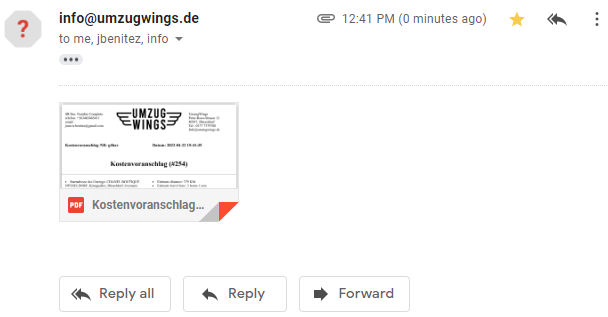 ?
info@umzugwings.de
12:41 PM (0 minutes ago)
to me, jbenitez, info
UMZUG
WINGS
Kostenvoranschlag (#254)
PDF Kostenvoranschlag...
Reply all
Reply
Forward